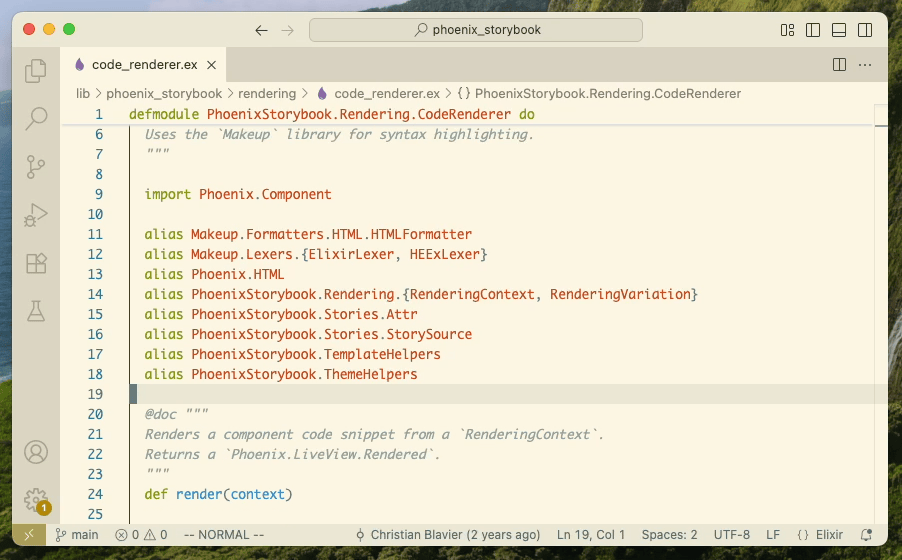 phoenix_storybook
code_renderer.ex
lib > phoenix_storybook > rendering > code_renderer.ex > {} PhoenixStorybook.Rendering.CodeRenderer
1 defmodule PhoenixStorybook.Rendering.CodeRenderer do
6 Uses the `Makeup` library for syntax highlighting.
7 """
8
9 import Phoenix.Component
10
11 alias Makeup.Formatters.HTML.HTMLFormatter
12 alias Makeup.Lexers.{ElixirLexer, HEExLexer}
13 alias Phoenix.HTML
14 alias PhoenixStorybook.Rendering.{RenderingContext, RenderingVariation}
15 alias PhoenixStorybook.Stories.Attr
16 alias PhoenixStorybook.Stories.StorySource
17 alias PhoenixStorybook.TemplateHelpers
18 alias PhoenixStorybook.ThemeHelpers
19
20 @doc """
21 Renders a component code snippet from a `RenderingContext`.
22 Returns a `Phoenix.LiveView.Rendered`.
23 """
24 def render(context)
25
1
main 0 0 -- NORMAL -- Christian Blavier (2 years ago) Ln 19, Col 1 Spaces: 2 UTF-8 LF {} Elixir